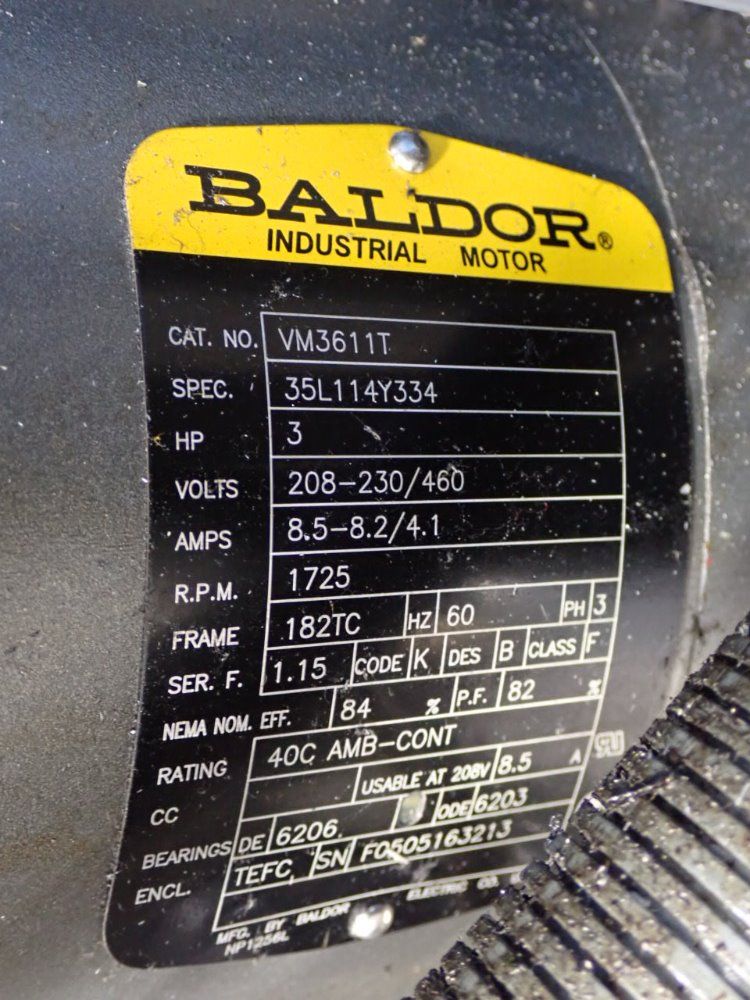 BALDOR®
INDUSTRIAL MOTOR
CAT. NO. VM3611T
SPEC. 35L114Y334
HP 3
VOLTS 208-230/460
AMPS 8.5-8.2/4.1
R.P.M. 1725
FRAME 182TC HZ 60 PH 3
SER. F. 1.15 CODE K DES B CLASS F
NEMA NOM. EFF. 84 % P.F. 82 %
RATING 40C AMB-CONT
CC USABLE AT 208V 8.5 A
BEARINGS DE 6206 ODE 6203
ENCL. TEFC SN F0505163213
MFG. BY BALDOR ELECTRIC CO.
NP1256L